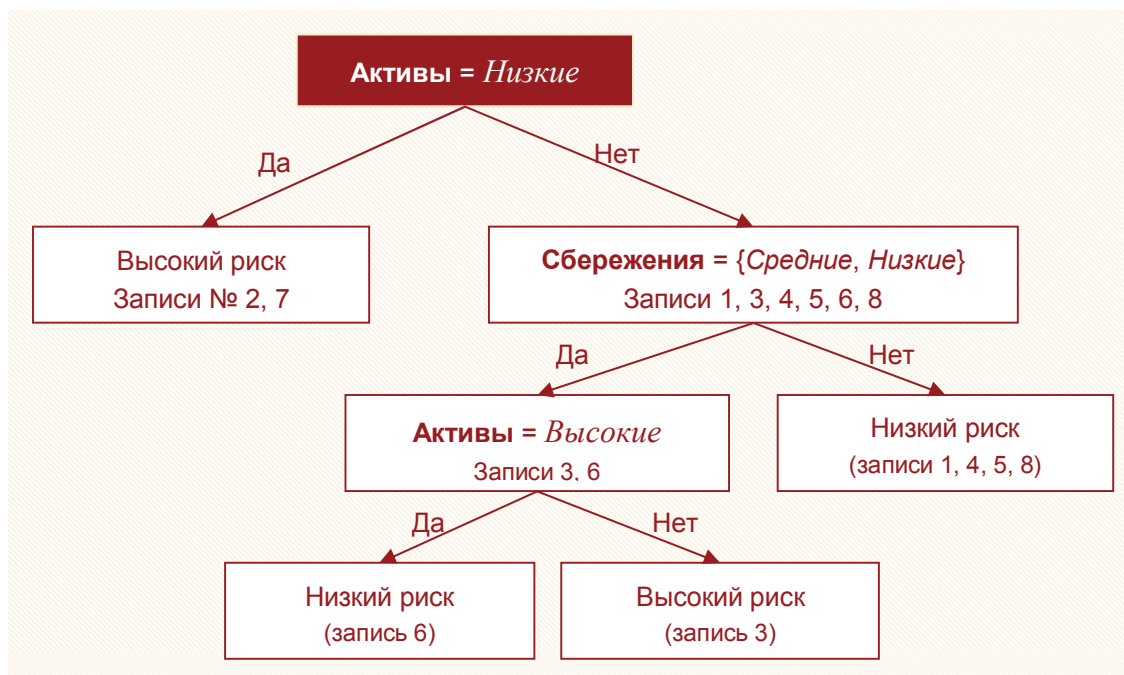 Активы = Низкие
Да
Нет
Высокий риск
Записи № 2, 7
Сбережения = {Средние, Низкие}
Записи 1, 3, 4, 5, 6, 8
Да
Нет
Активы = Высокие
Записи 3, 6
Низкий риск
(записи 1, 4, 5, 8)
Да
Нет
Низкий риск
(запись 6)
Высокий риск
(запись 3)